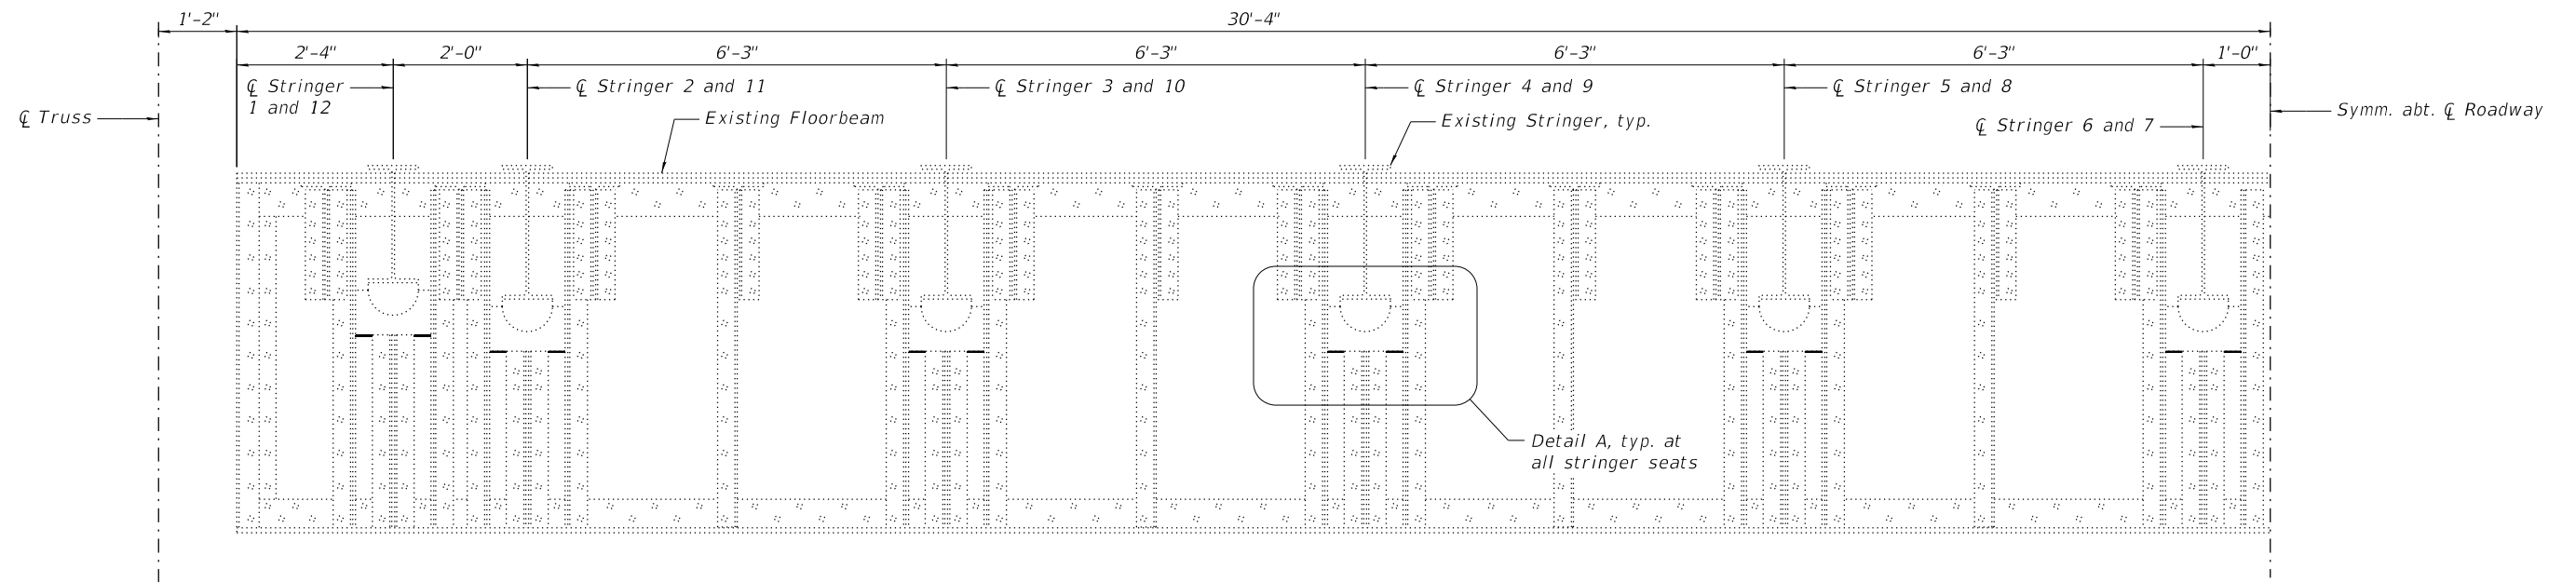 1'-2"
30'-4"
2'-4"
2'-0"
6'-3"
6'-3"
6'-3"
6'-3"
1'-0"
℄ Stringer
1 and 12
℄ Stringer 2 and 11
℄ Stringer 3 and 10
℄ Stringer 4 and 9
℄ Stringer 5 and 8
℄ Truss
Existing Floorbeam
Existing Stringer, typ.
℄ Stringer 6 and 7
Symm. abt. ℄ Roadway
Detail A, typ. at
all stringer seats